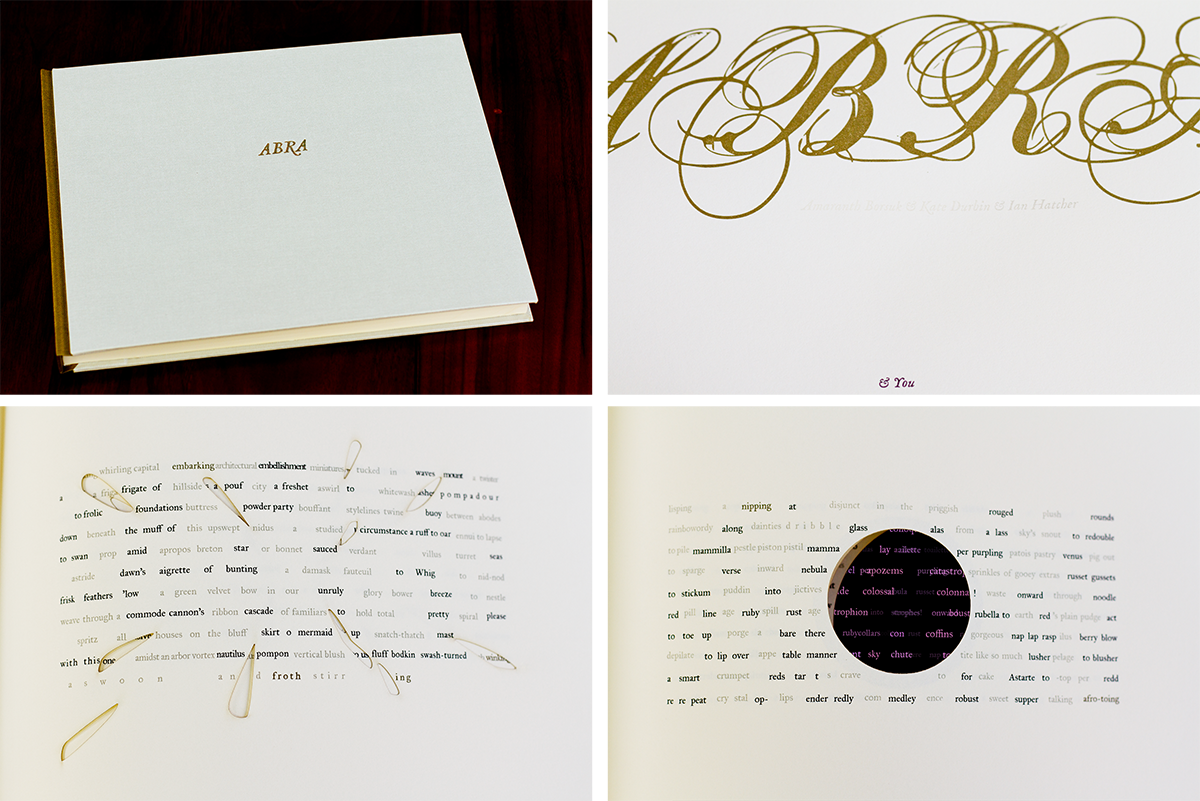 ABRA
ABRA
& Kate Durbin & Ian Hatcher
& You
whirling capital embarking architectural embellishment miniatures tucked in waves mount a twister
a a frigate of hillside a pouf city a freshet aswirl to whitewash ashe pompadour
to frolic foundations buttress powder party bouffant stylelines twine buoy between abodes
down beneath the muff of this upswept nidus a studied circumstance a ruff to oar ennui to lapse
to swan prop amid apropos breton star or bonnet sauced verdant villus turret seas
astride dawn's aigrette of bunting a damask fauteuil to Whig to nid-nod
frisk feathers 'low a green velvet bow in our unruly glory bower breeze to nestle
weave through a commode cannon's ribbon cascade of familiars to hold total pretty spiral please
spritz all houses on the bluff skirt o mermaid up snatch-thatch mast
with this one amidst an arbor vortex nautilus pompon vertical blush fluff bodkin swash-turned
a swoon and froth stirr ing
loping a nipping at disjunct in the priggish rouged plush rounds
rainbowordy along dainties dribble glass alas from a lass sky's snout to redouble
to pile mammilla pestle piston pistil mamma lay aailette per purpling patois pastry venus pig out
to sparge verse inward nebula el apozems catastro sprinkles of gooey extras russet gussets
to stickum puddin into jictives de colossal colonna ! waste onward through noodle
red pill line age ruby spill rust age trophion into strophes! rubella to earth red's plain pudge act
to toe up porge a bare there rubycollars con coffins gorgeous nap lap rasp ilus berry blow
depilate to lip over appe table manner nt sky chute to tite like so much lusher pelage to blusher
a smart crumpet reds tar t s crave to for cake Astarte to -top per redd
re re peat cry stal op- lips ender redly com medley ence robust sweet supper talking afro-toing